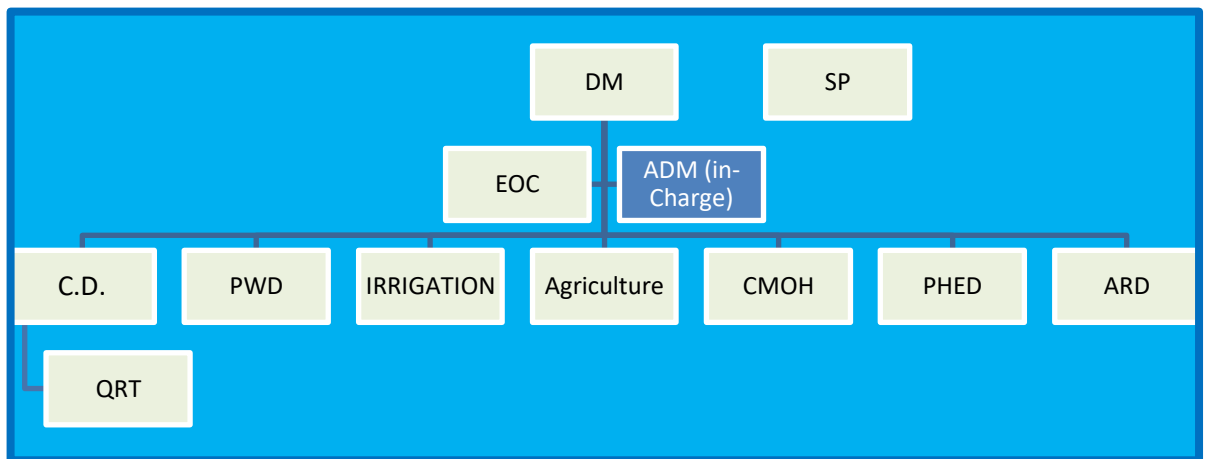 DM
SP
EOC
ADM (in-
Charge)
C.D.
PWD
IRRIGATION
Agriculture
CMOH
PHED
ARD
QRT